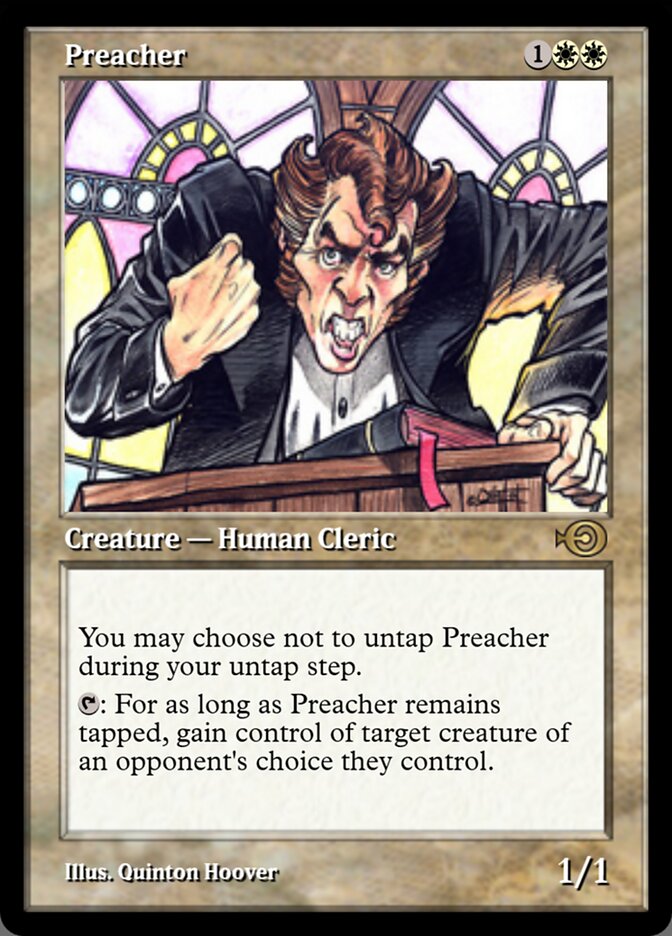 Preacher 1
You may choose not to untap Preacher
during your untap step.
: For as long as Preacher remains
tapped, gain control of target creature of
an opponent's choice they control.
Creature — Human Cleric
Illus. Quinton Hoover 1/1